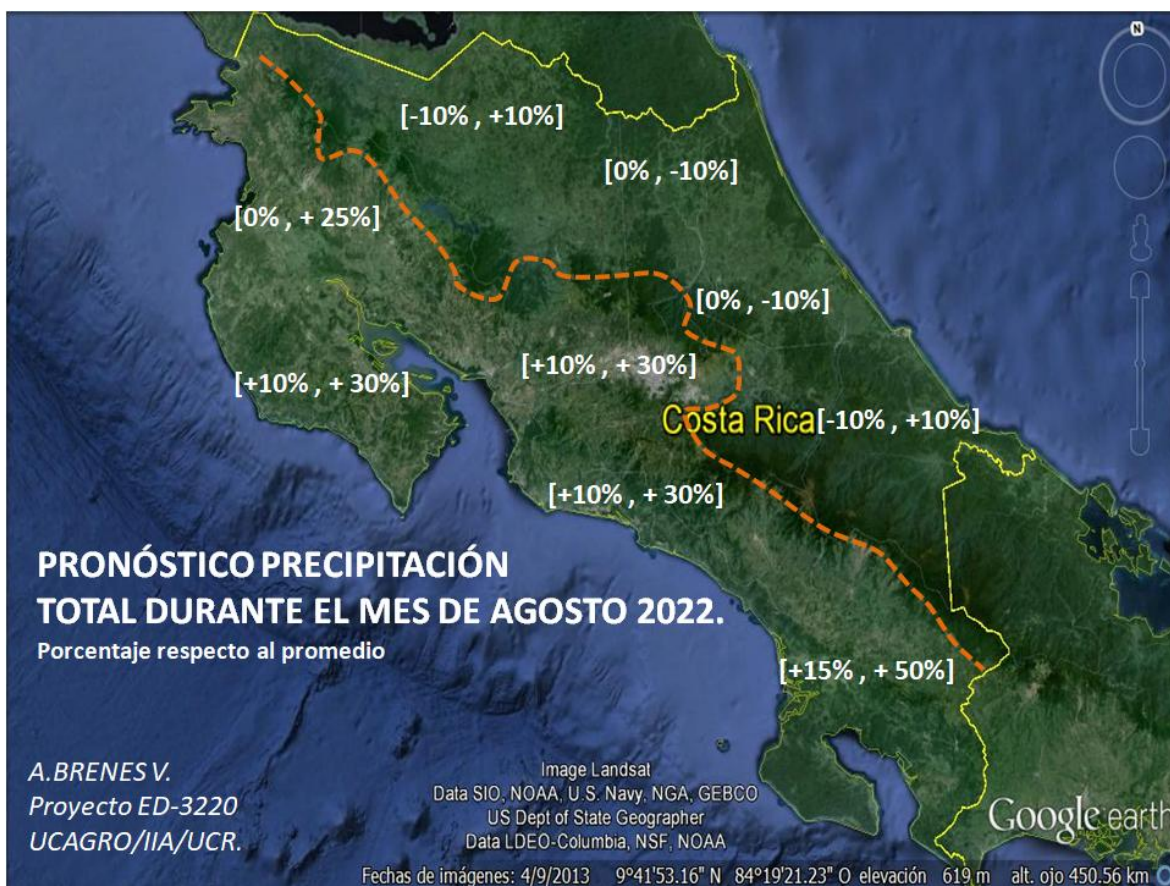 N
[-10% , +10%]
[0% , -10%]
[0% , + 25%]
[0% , -10%]
[+10% , + 30%]
[+10% , + 30%]
Costa Rica
[-10% , +10%]
[+10% , + 30%]
PRONÓSTICO PRECIPITACIÓN
TOTAL DURANTE EL MES DE AGOSTO 2022.
Porcentaje respecto al promedio
[+15% , + 50%]
A.BRENES V.
Proyecto ED-3220
UCAGRO/IIA/UCR.
Image Landsat
Data SIO, NOAA, U.S. Navy, NGA, GEBCO
US Dept of State Geographer
Data LDEO-Columbia, NSF, NOAA
Google earth
Fechas de imágenes: 4/9/2013 9°41'53.16" N 84°19'21.23" O elevación 619 m alt. ojo 450.56 km